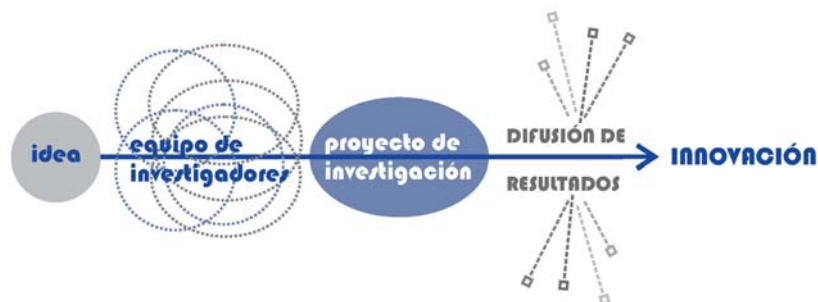 idea
equipo de
investigadores
proyecto de
investigación
DIFUSIÓN DE
RESULTADOS
INNOVACIÓN